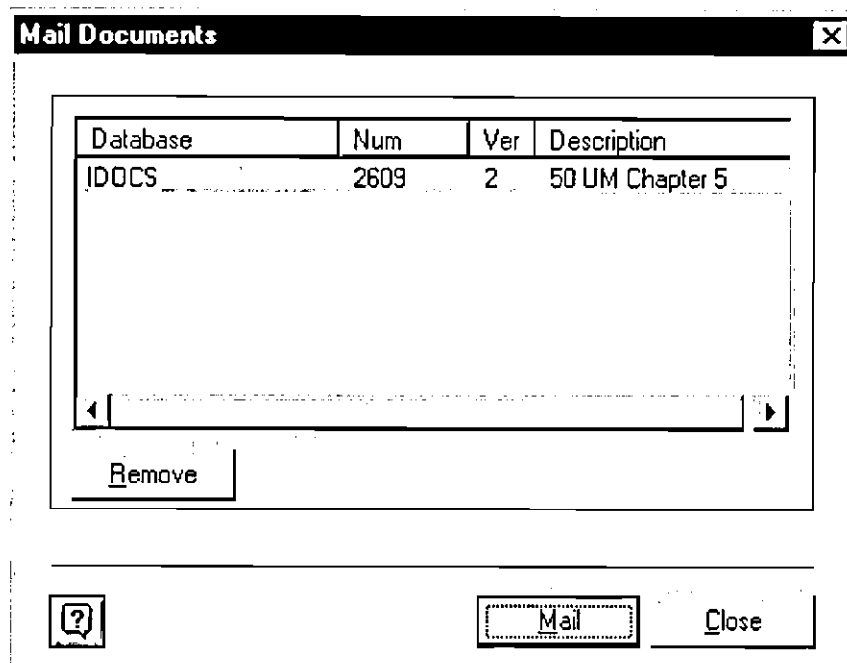 Mail Documents
Database Num Ver Description
IDOCS 2609 2 50 UM Chapter 5
Remove
Mail Close